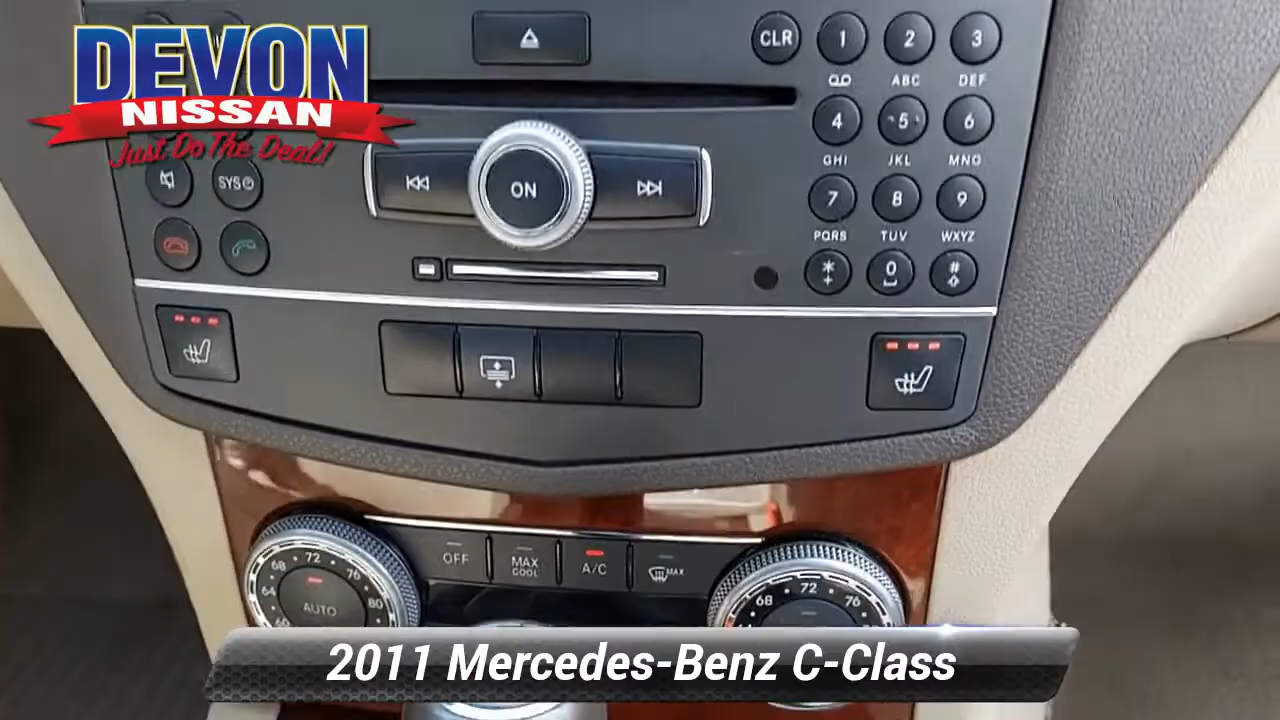 DEVON
NISSAN
Just Do The Deal!
CLR 1 2 3
ABC DEF
4 5 6
GHI JKL MNO
7 8 9
PQRS TUV WXYZ
* 0 #
+
SYS
ON
OFF
MAX
COOL
A/C
MAX
64 68 72 76 80
AUTO
68 72 76
2011 Mercedes-Benz C-Class